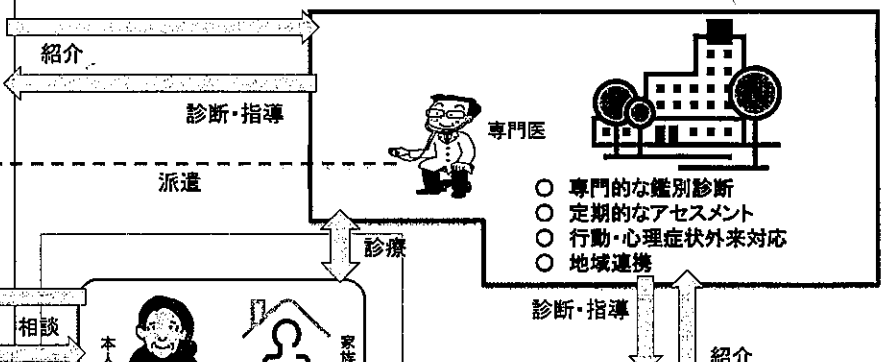 紹介
診断・指導
専門医
派遣
○ 専門的な鑑別診断
○ 定期的なアセスメント
○ 行動・心理症状外来対応
○ 地域連携
診療
診断・指導
紹介
相談
本人
家族